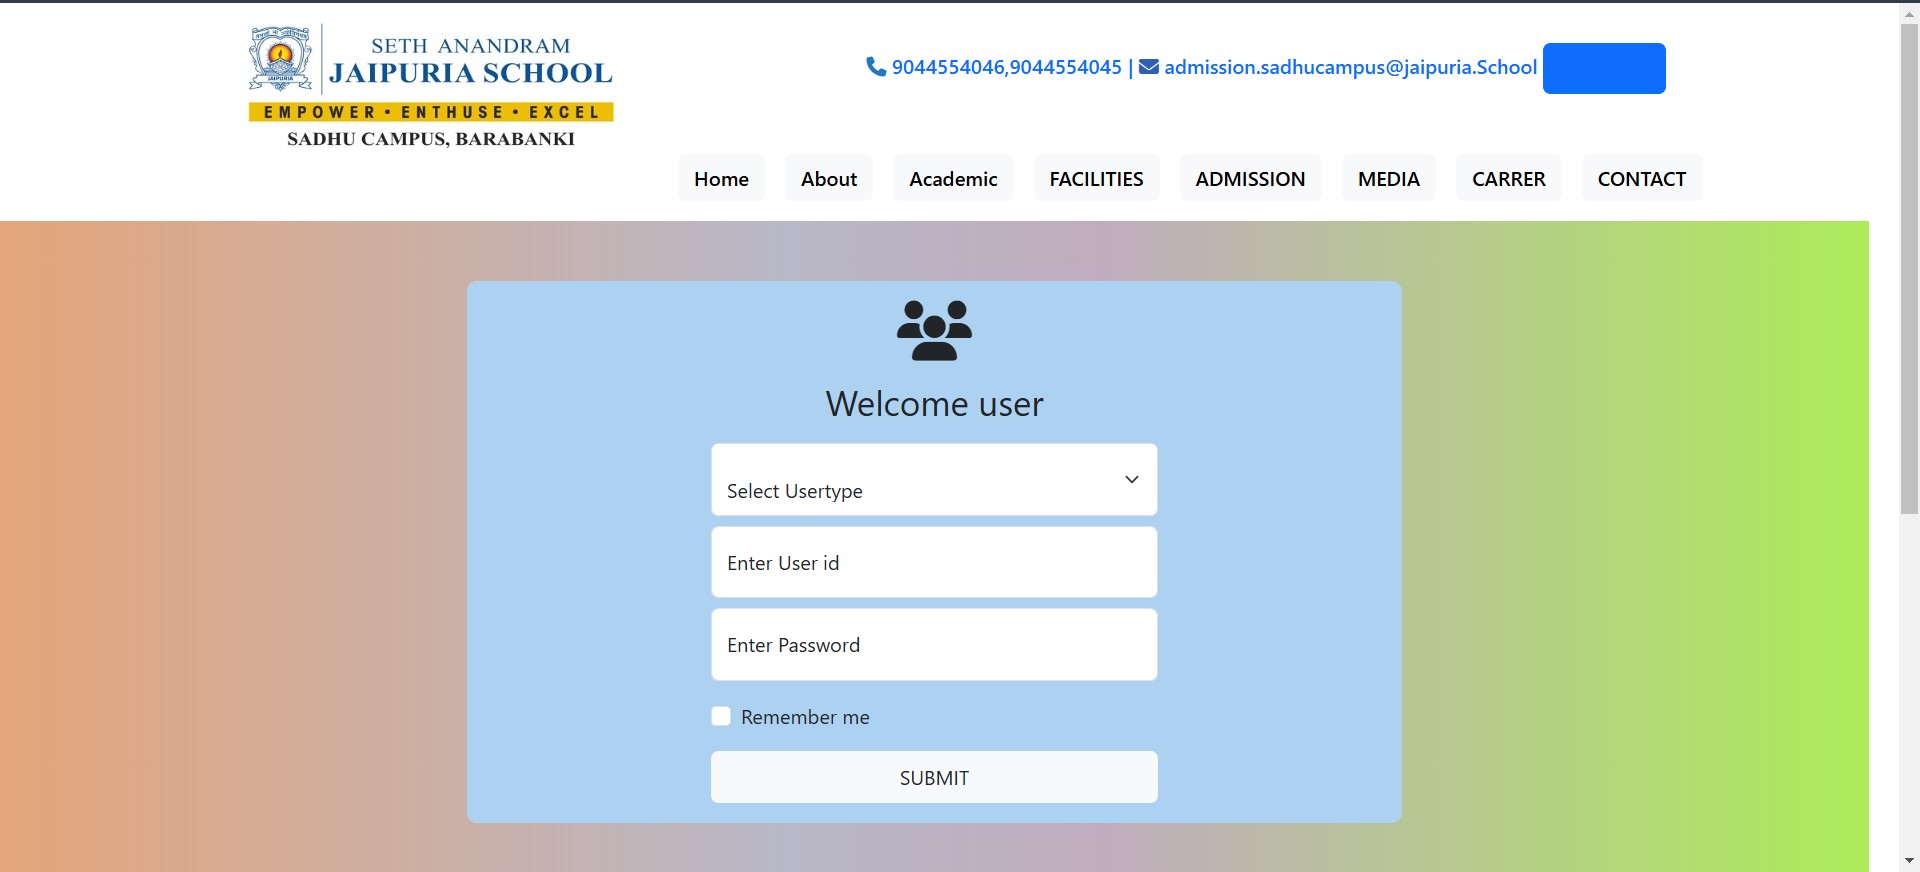 SETH ANANDRAM
JAIPURIA SCHOOL
JAIPURIA
EMPOWER • ENTHUSE • EXCEL
SADHU CAMPUS, BARABANKI
9044554046,9044554045 | admission.sadhucampus@jaipuria.School
Home About Academic FACILITIES ADMISSION MEDIA CARRER CONTACT
Welcome user
Select Usertype
Enter User id
Enter Password
Remember me
SUBMIT